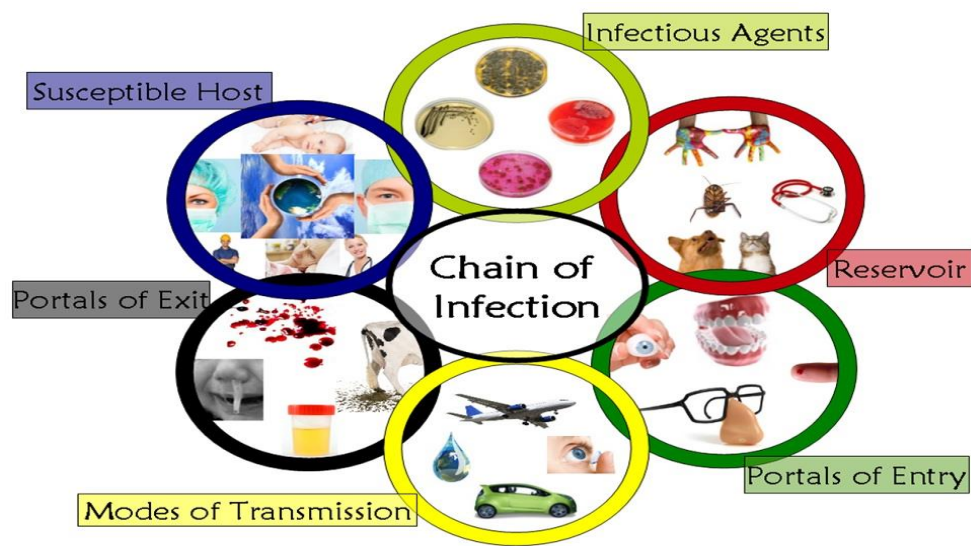 Infectious Agents
Susceptible Host
Chain of
Infection
Reservoir
Portals of Exit
Portals of Entry
Modes of Transmission